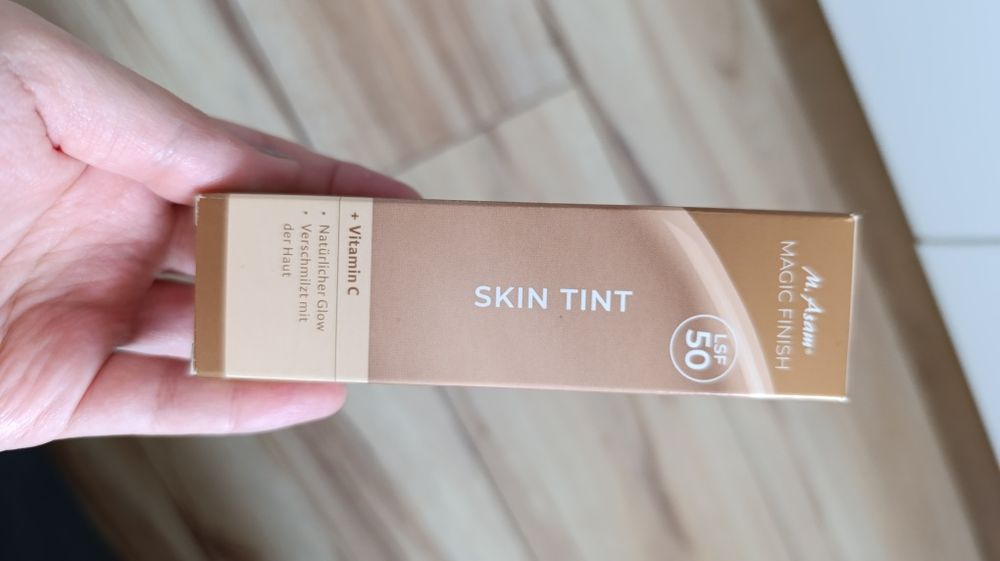 M. Asam®
MAGIC FINISH
LSF
50
SKIN TINT
+ Vitamin C
• Natürlicher Glow
• Verschmilzt mit
der Haut